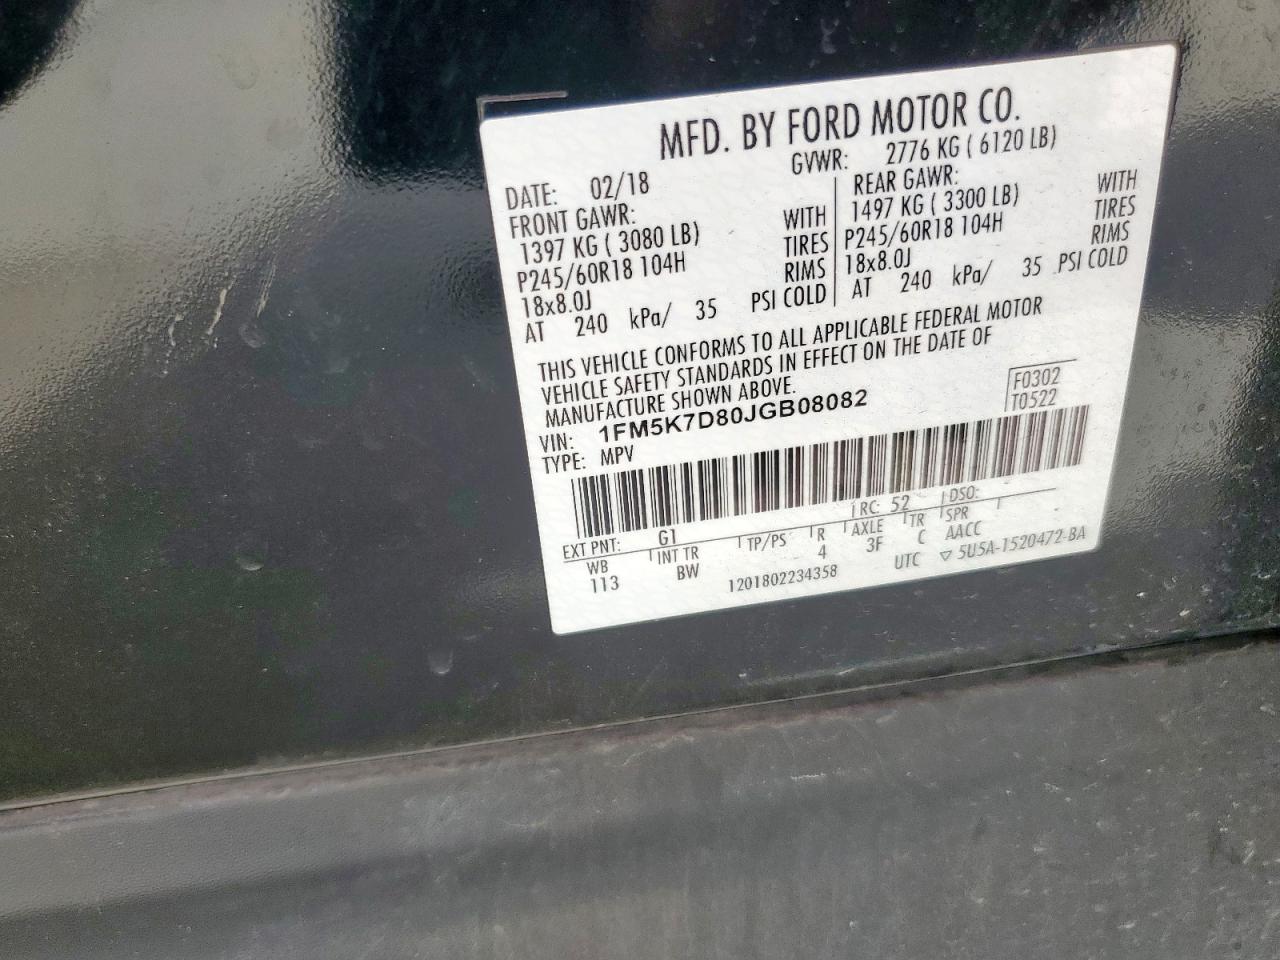 MFD. BY FORD MOTOR CO.
DATE: 02/18 GVWR: 2776 KG ( 6120 LB)
FRONT GAWR:
1397 KG ( 3080 LB) WITH
P245/60R18 104H TIRES
18x8.0J RIMS
AT 240 kPa/ 35 PSI COLD
REAR GAWR:
1497 KG ( 3300 LB) WITH
P245/60R18 104H TIRES
18x8.0J RIMS
AT 240 kPa/ 35 PSI COLD
THIS VEHICLE CONFORMS TO ALL APPLICABLE FEDERAL MOTOR
VEHICLE SAFETY STANDARDS IN EFFECT ON THE DATE OF
MANUFACTURE SHOWN ABOVE.
VIN: 1FM5K7D80JGB08082
TYPE: MPV
F0302
T0522
EXT PNT: G1 RC: 52 DSO:
WB INT TR TP/PS R AXLE TR SPR
113 BW 4 3F C AACC
1201802234358 UTC ▽ 5U5A-1520472-BA